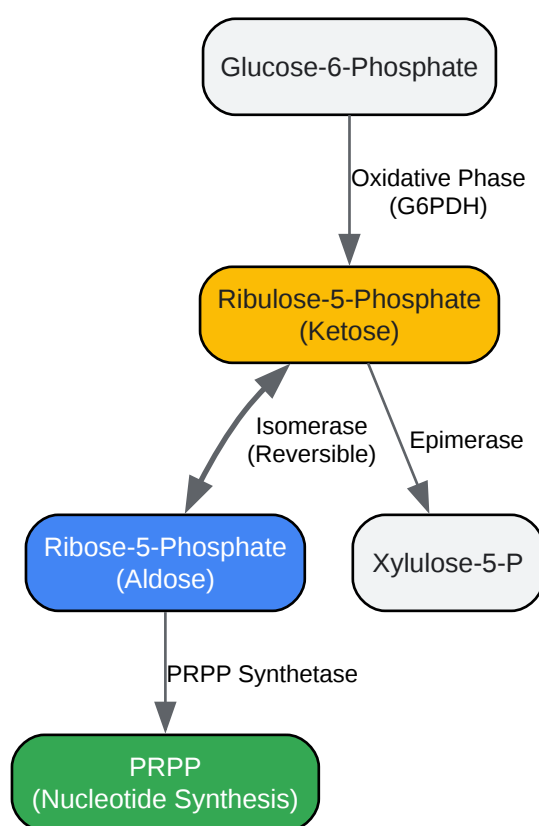 Glucose-6-Phosphate
Oxidative Phase
(G6PDH)
Ribulose-5-Phosphate
(Ketose)
Isomerase
(Reversible)
Epimerase
Ribose-5-Phosphate
(Aldose)
Xylulose-5-P
PRPP Synthetase
PRPP
(Nucleotide Synthesis)